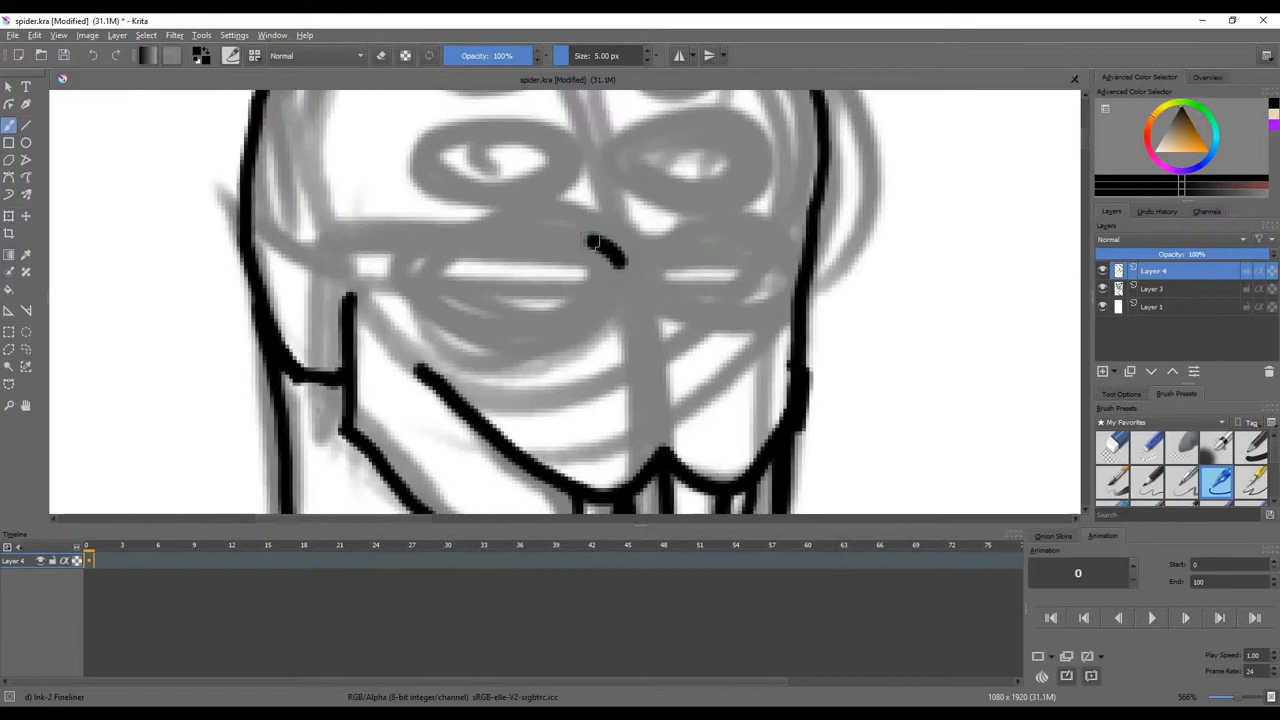 spider.kra [Modified] (31.1M) * - Krita
File Edit View Image Layer Select Filter Tools Settings Window Help
Normal Opacity: 100% Size: 5.00 px
spider.kra [Modified] (31.1M)
Advanced Color Selector Overview
Advanced Color Selector
Layers Undo History Channels
Layers
Normal
Opacity: 100%
Layer 4
Layer 3
Layer 1
Tool Options Brush Presets
Brush Presets
My Favorites Tag
Search
Timeline
0 3 6 9 12 15 18 21 24 27 30 33 36 39 42 45 48 51 54 57 60 63 66 69 72 75
Layer 4
Onion Skins Animation
Animation
0
Start: 0
End: 100
Play Speed: 1.00
Frame Rate: 24
d) Ink-2 Fineliner RGB/Alpha (8-bit integer/channel) sRGB-elle-V2-srgbtrc.icc 1080 x 1920 (31.1M) 566%